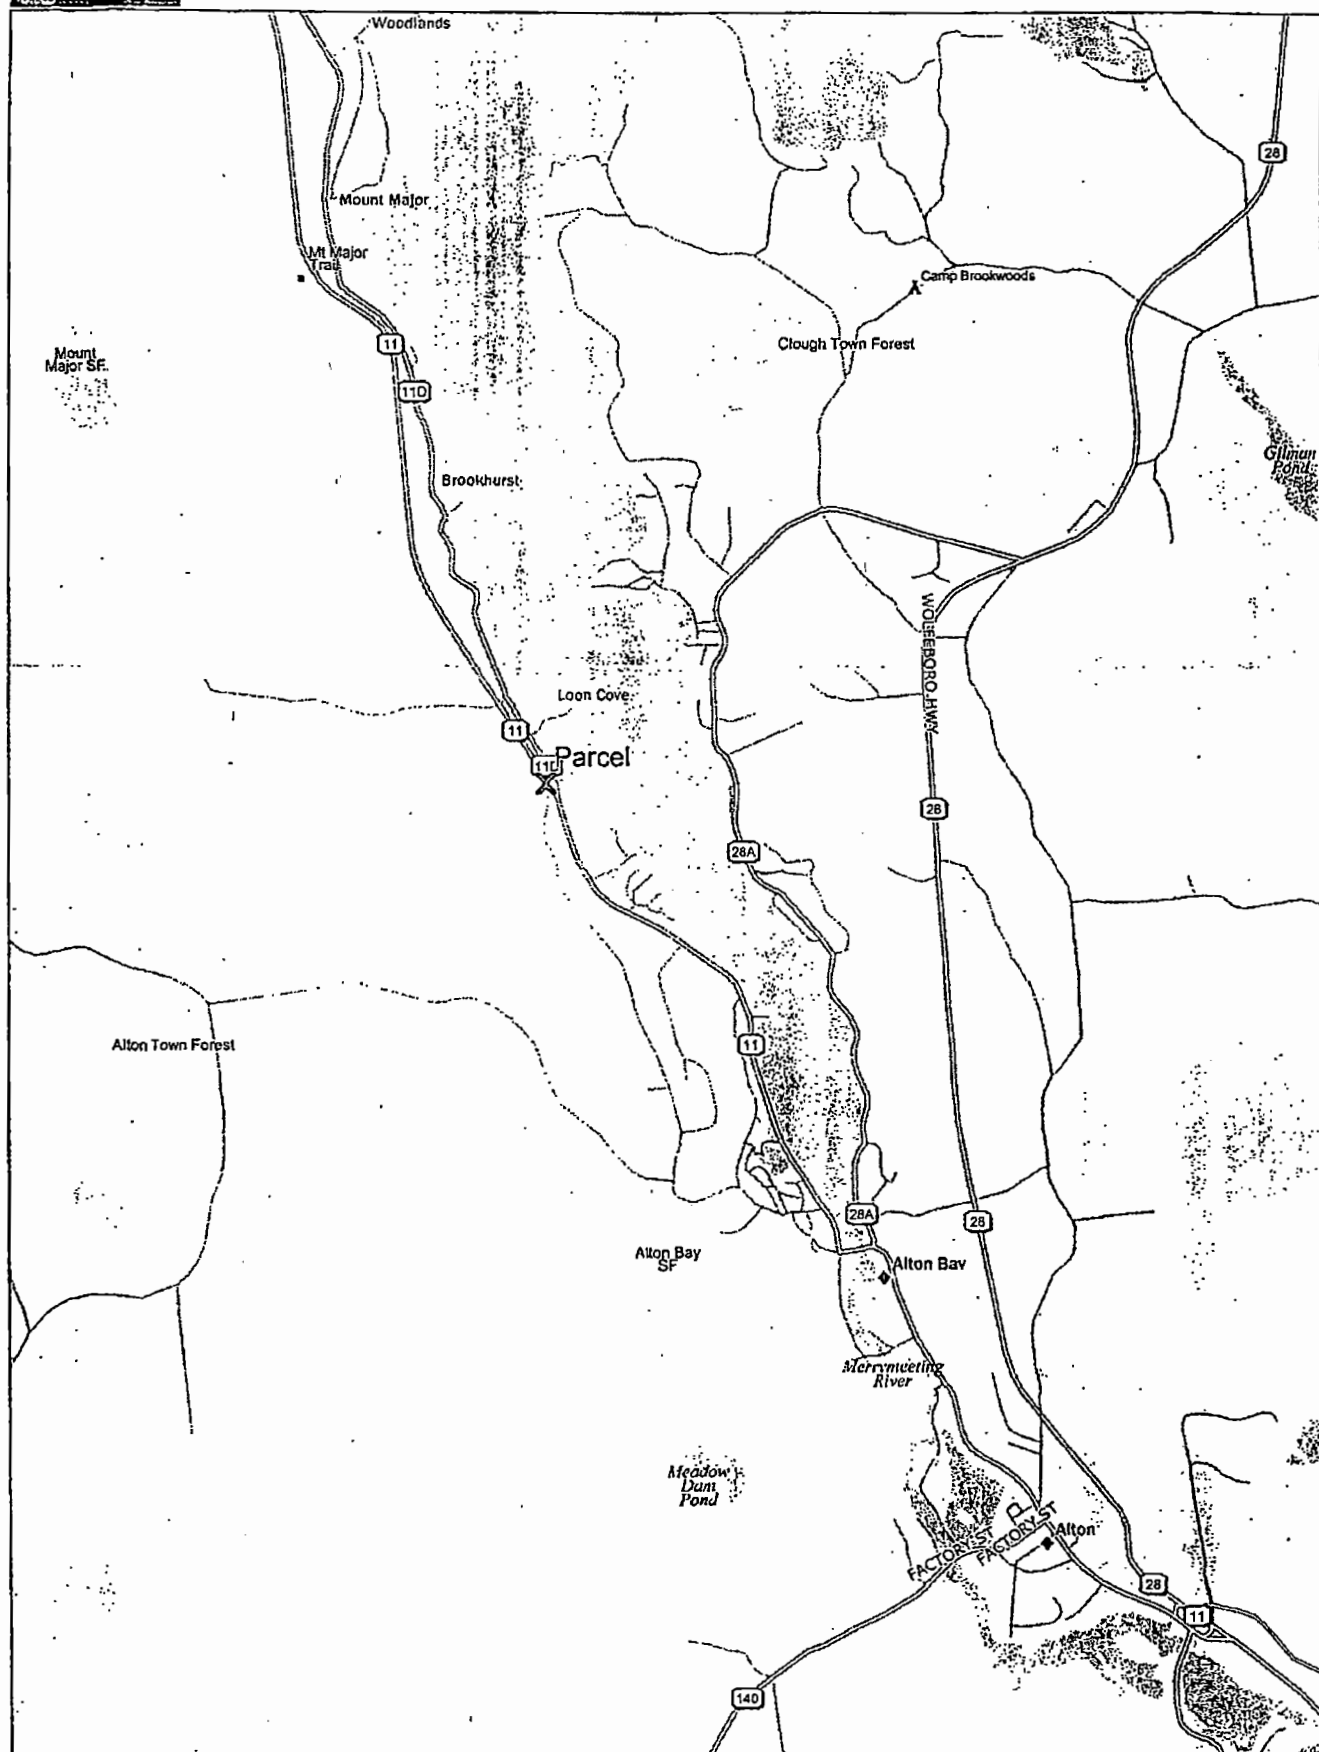 Woodlands
28
Mount Major
Mt Major
Trail
Camp Brookwoods
11
Clough Town Forest
Mount
Major SF
11D
Gilman
Pond
Brookhurst
WOLFEBORO HWY
Loon Cove
11
Parcel
11D
28
28A
11
Alton Town Forest
28A
28
Alton Bay
SF
Alton Bay
Merrymeeting
River
Meadow
Dam
Pond
FACTORY ST
FACTORY ST
Alton
28
11
140